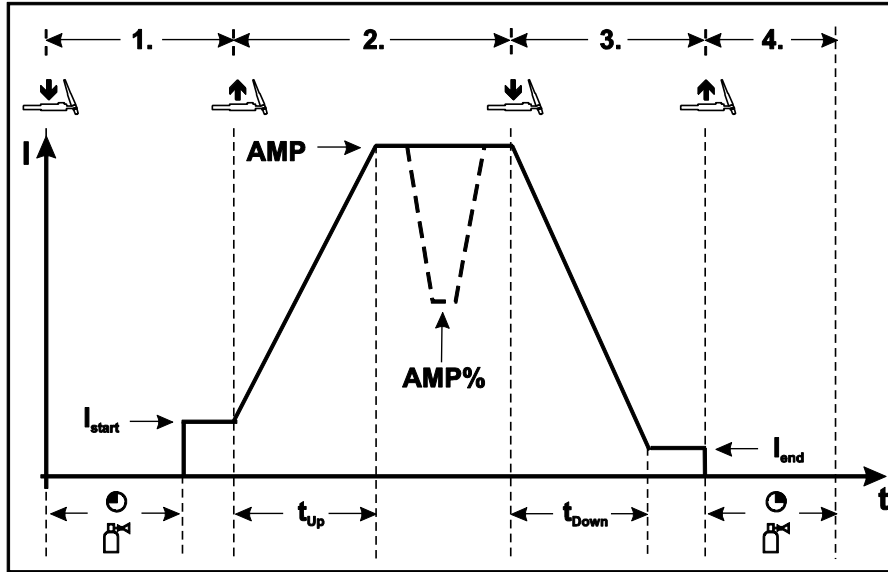 1. 2. 3. 4.
I
AMP
AMP%
Istart
Iend
t
tUp
tDown